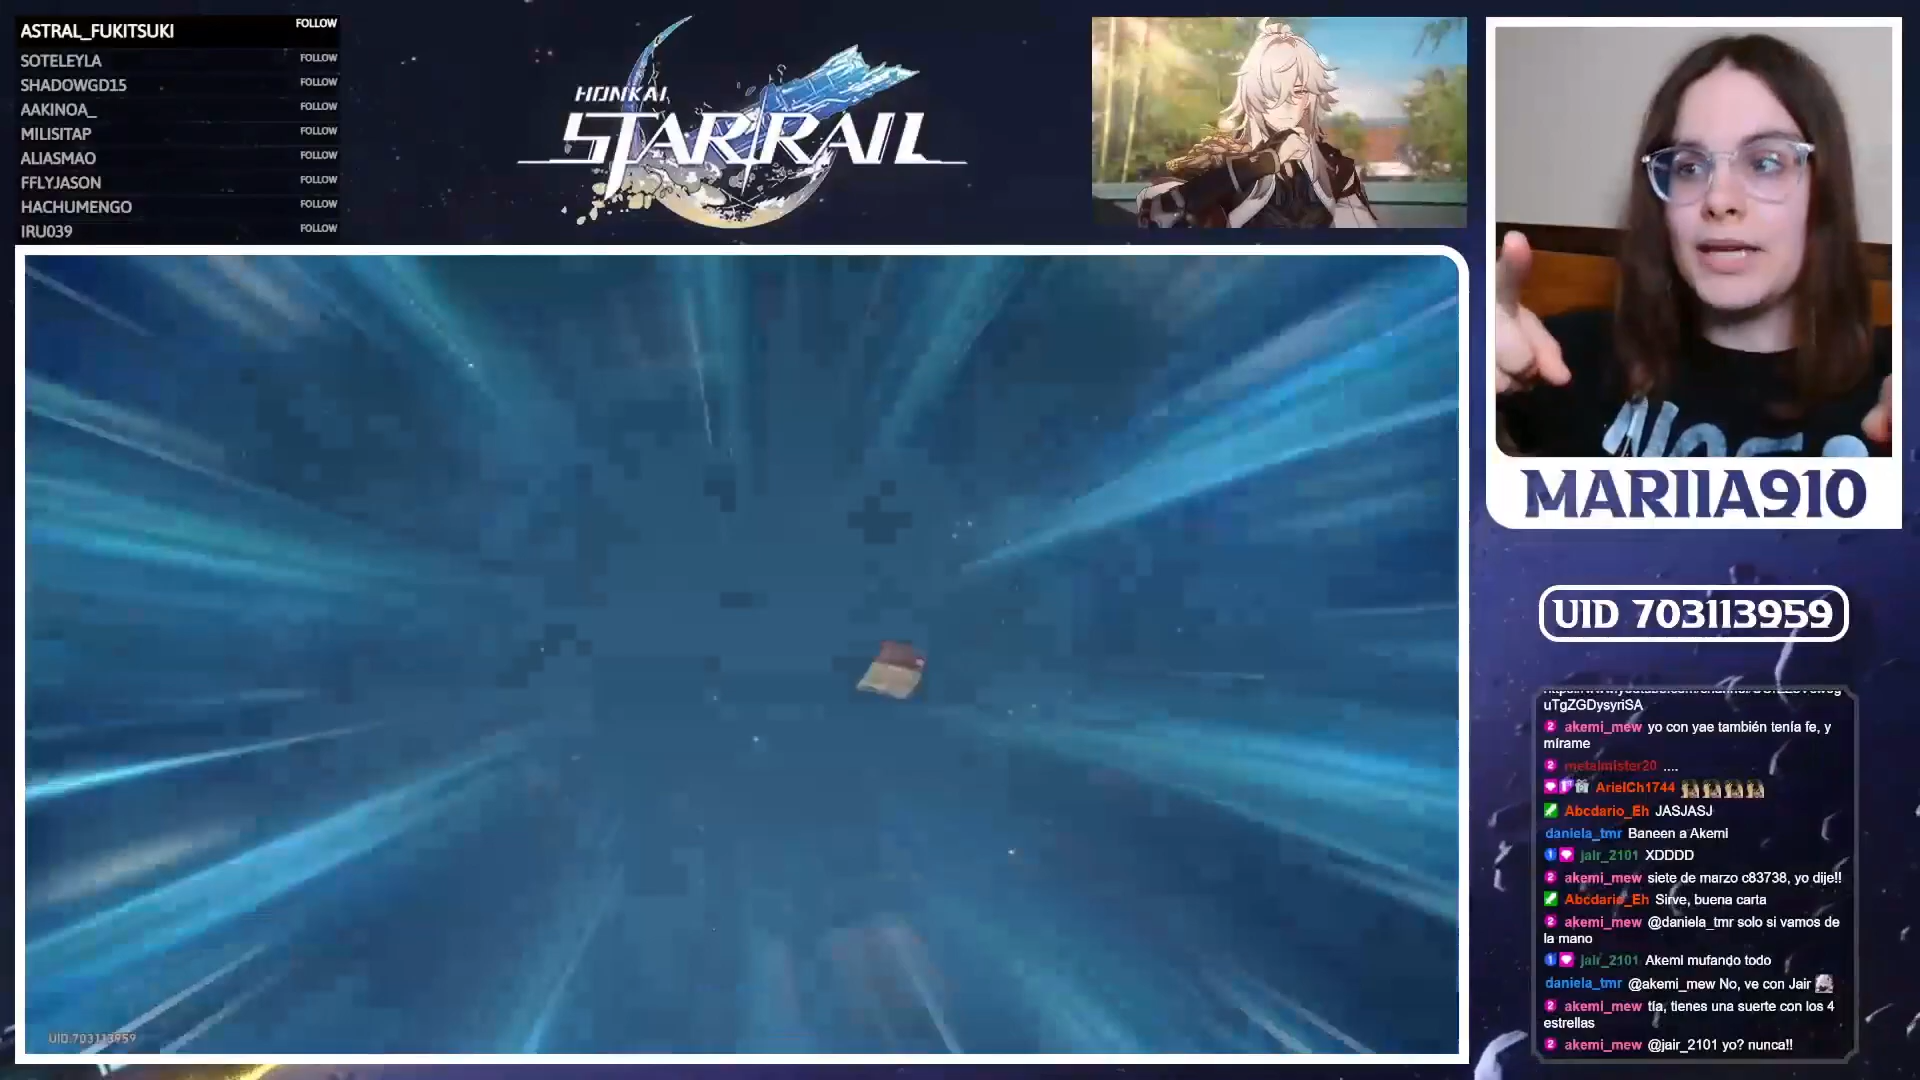 ASTRAL_FUKITSUKI FOLLOW
SOTELEYLA FOLLOW
SHADOWGD15 FOLLOW
AAKINOA_ FOLLOW
MILISITAP FOLLOW
ALIASMAO FOLLOW
FFLYJASON FOLLOW
HACHUMENGO FOLLOW
IRU039 FOLLOW
HONKAI
STAR RAIL
MARIIA910
UID 703113959
uTgZGDysyriSA
akemi_mew yo con yae también tenía fe, y
mírame
metalmister20 ....
ArielCh1744
Abcdario_Eh JASJASJ
daniela_tmr Baneen a Akemi
jair_2101 XDDDD
akemi_mew siete de marzo c83738, yo dije!!
Abcdario_Eh Sirve, buena carta
akemi_mew @daniela_tmr solo si vamos de
la mano
jair_2101 Akemi mufando todo
daniela_tmr @akemi_mew No, ve con Jair
akemi_mew tía, tienes una suerte con los 4
estrellas
akemi_mew @jair_2101 yo? nunca!!
UID:703113959